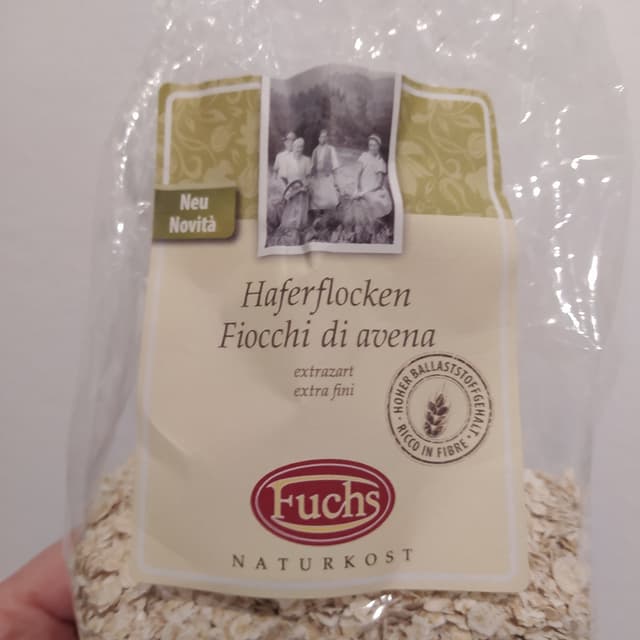 Neu
Novità
Haferflocken
Fiocchi di avena
extrazart
extra fini
HOHER BALLASTSTOFFGEHALT
RICCO IN FIBRE
Fuchs
NATURKOST